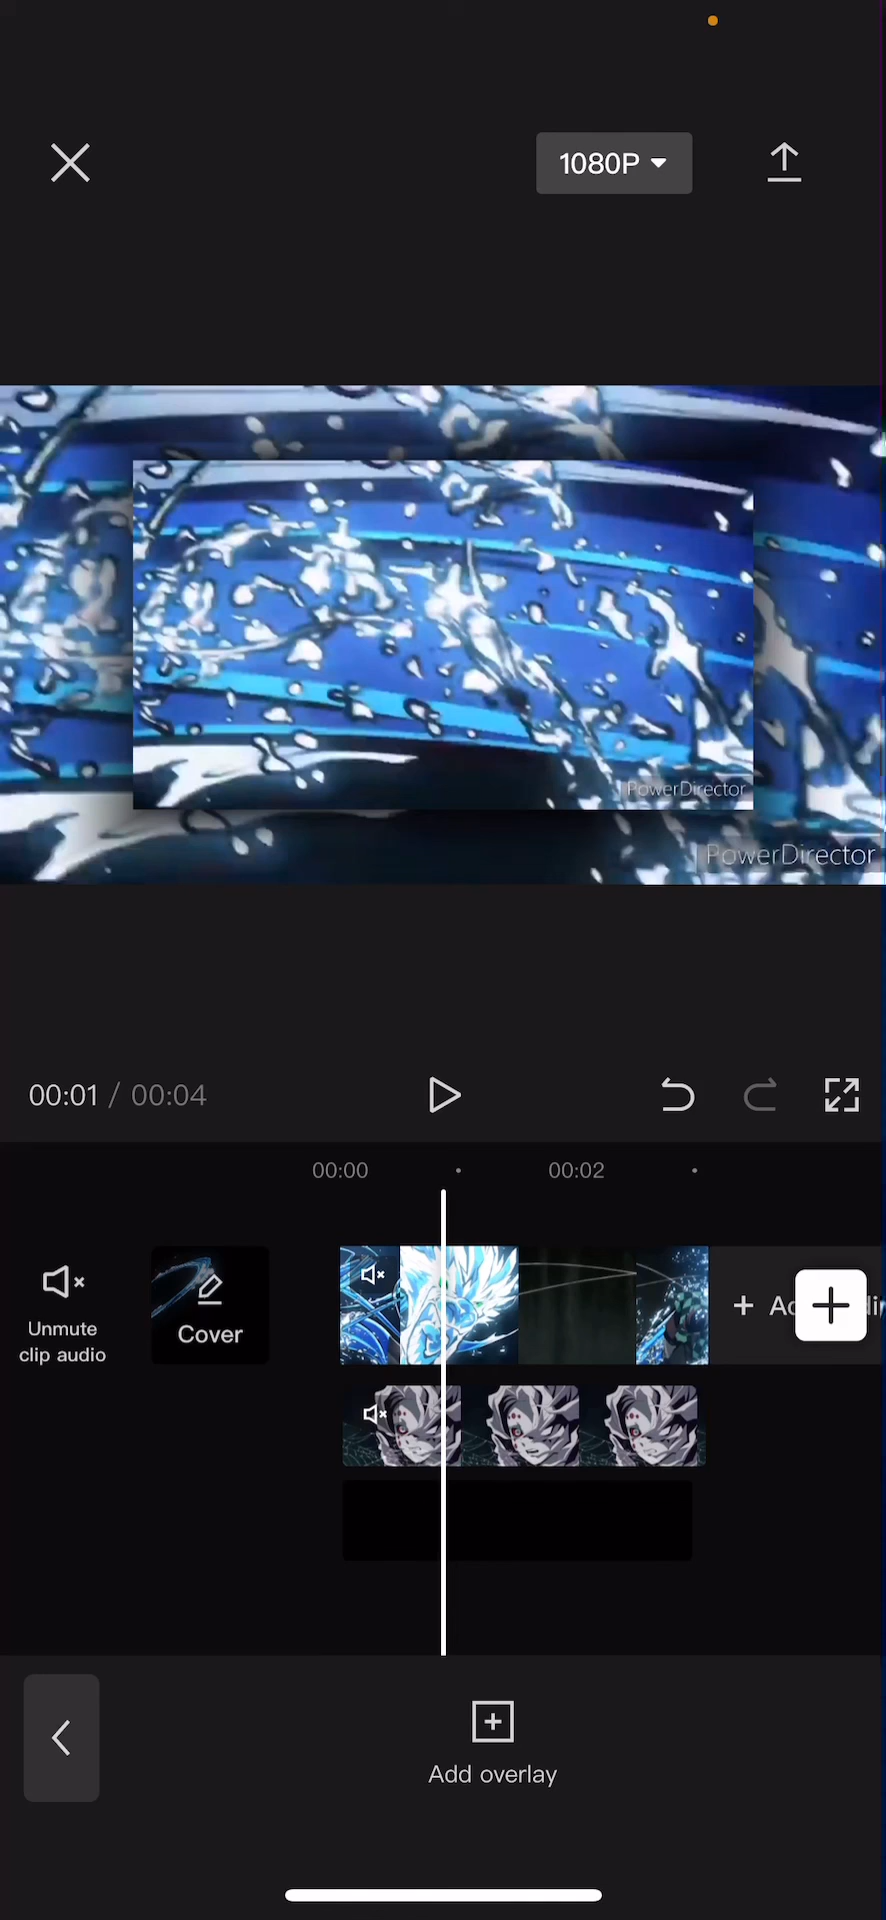 1080P
PowerDirector
PowerDirector
00:01 / 00:04
00:00
00:02
Unmute
clip audio
Cover
+
Add overlay